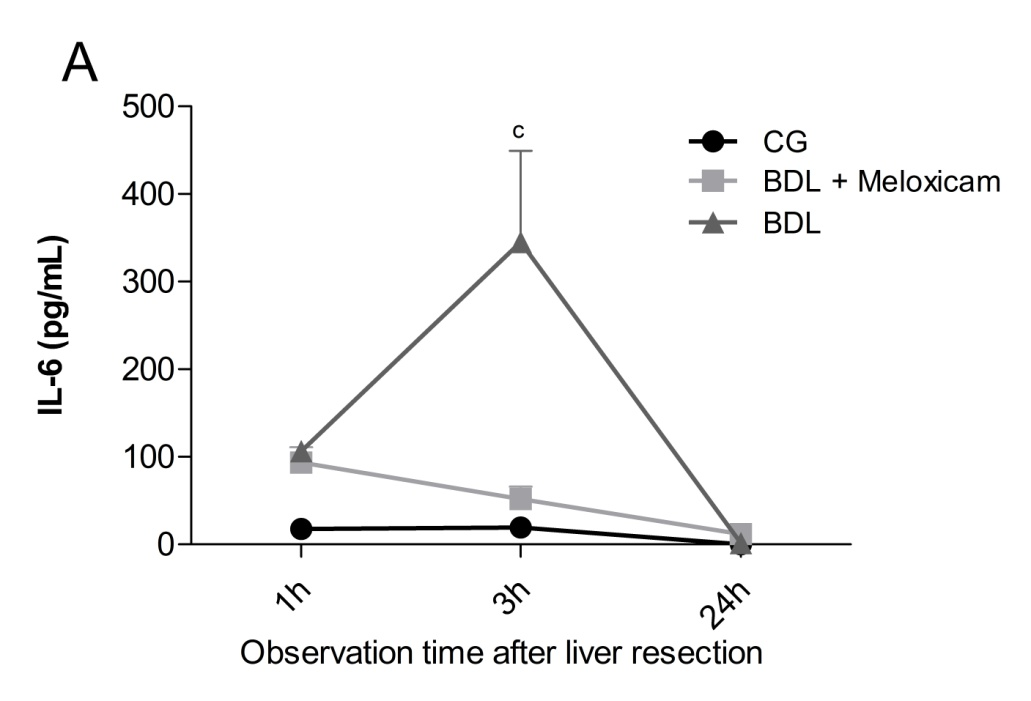 A
500
400
300
200
100
0
IL-6 (pg/mL)
c
CG
BDL + Meloxicam
BDL
1h
3h
24h
Observation time after liver resection